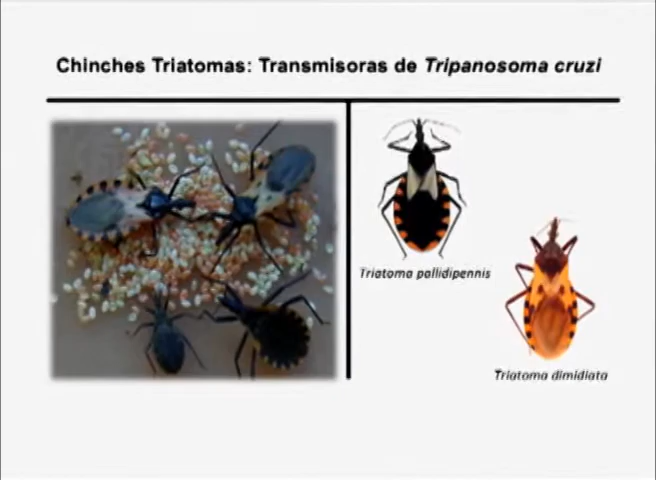 Chinches Triatomas: Transmisoras de Tripanosoma cruzi
Triatoma pallidipennis
Triatoma dimidiata